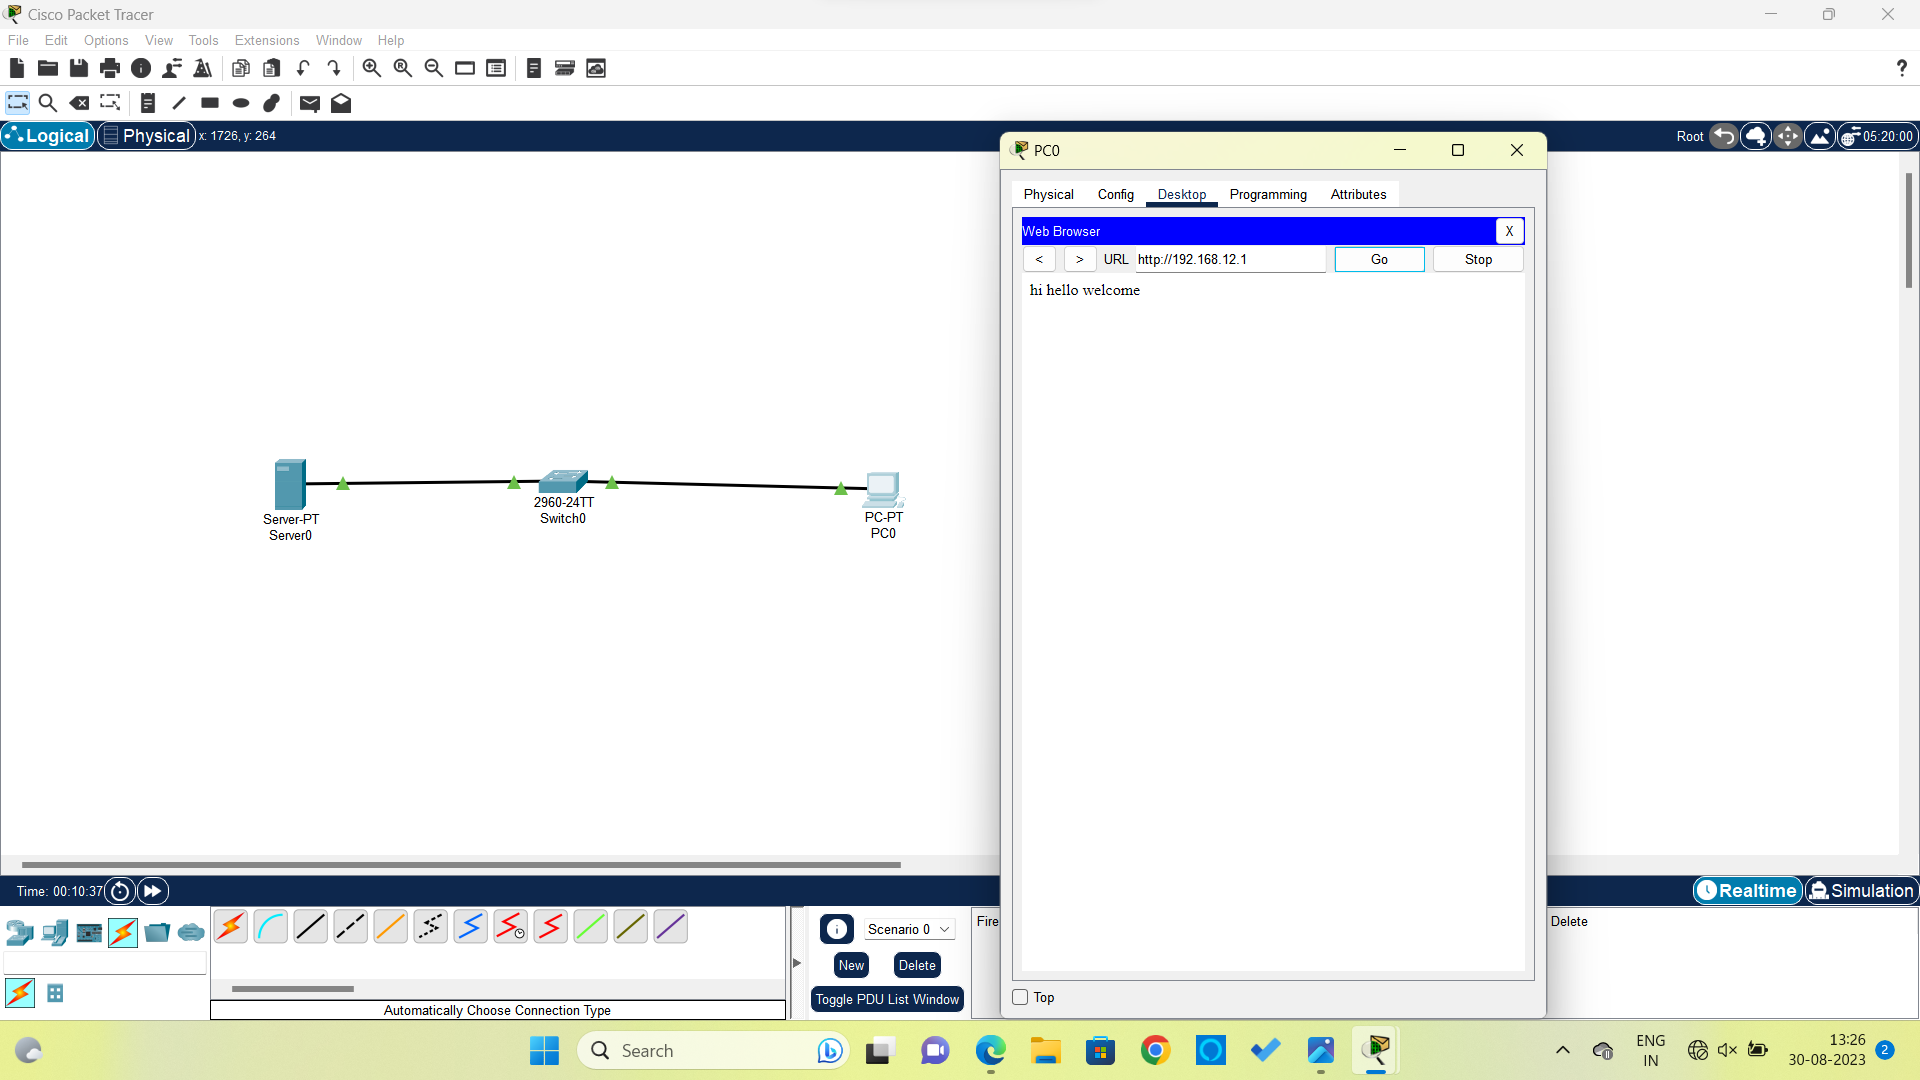 Cisco Packet Tracer
File Edit Options View Tools Extensions Window Help
?
Logical Physical x: 1726, y: 264
Root 05:20:00
PC0
Physical Config Desktop Programming Attributes
Web Browser X
< > URL http://192.168.12.1 Go Stop
hi hello welcome
Server-PT
Server0
2960-24TT
Switch0
PC-PT
PC0
Time: 00:10:37
Realtime Simulation
Scenario 0
Fire
Delete
New Delete
Toggle PDU List Window
Automatically Choose Connection Type
Top
Search
ENG
IN
13:26
30-08-2023
2